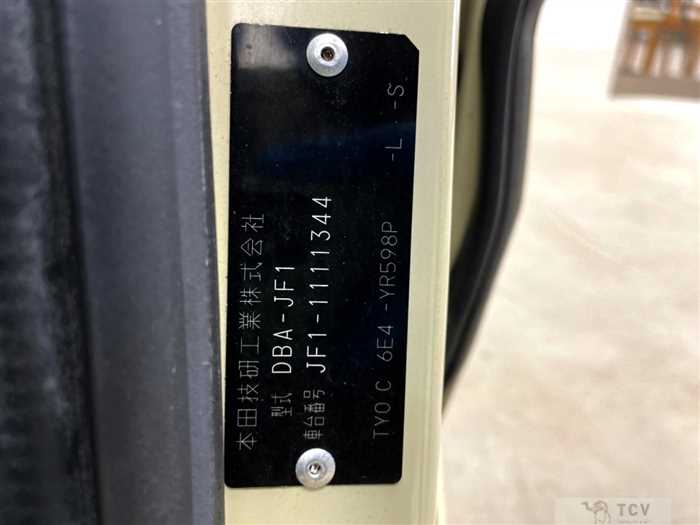 本田技研工業株式会社
型式 DBA-JF1
車台番号 JF1-1111344
TY0 C 6E4 -YR598P -L -S
TCV